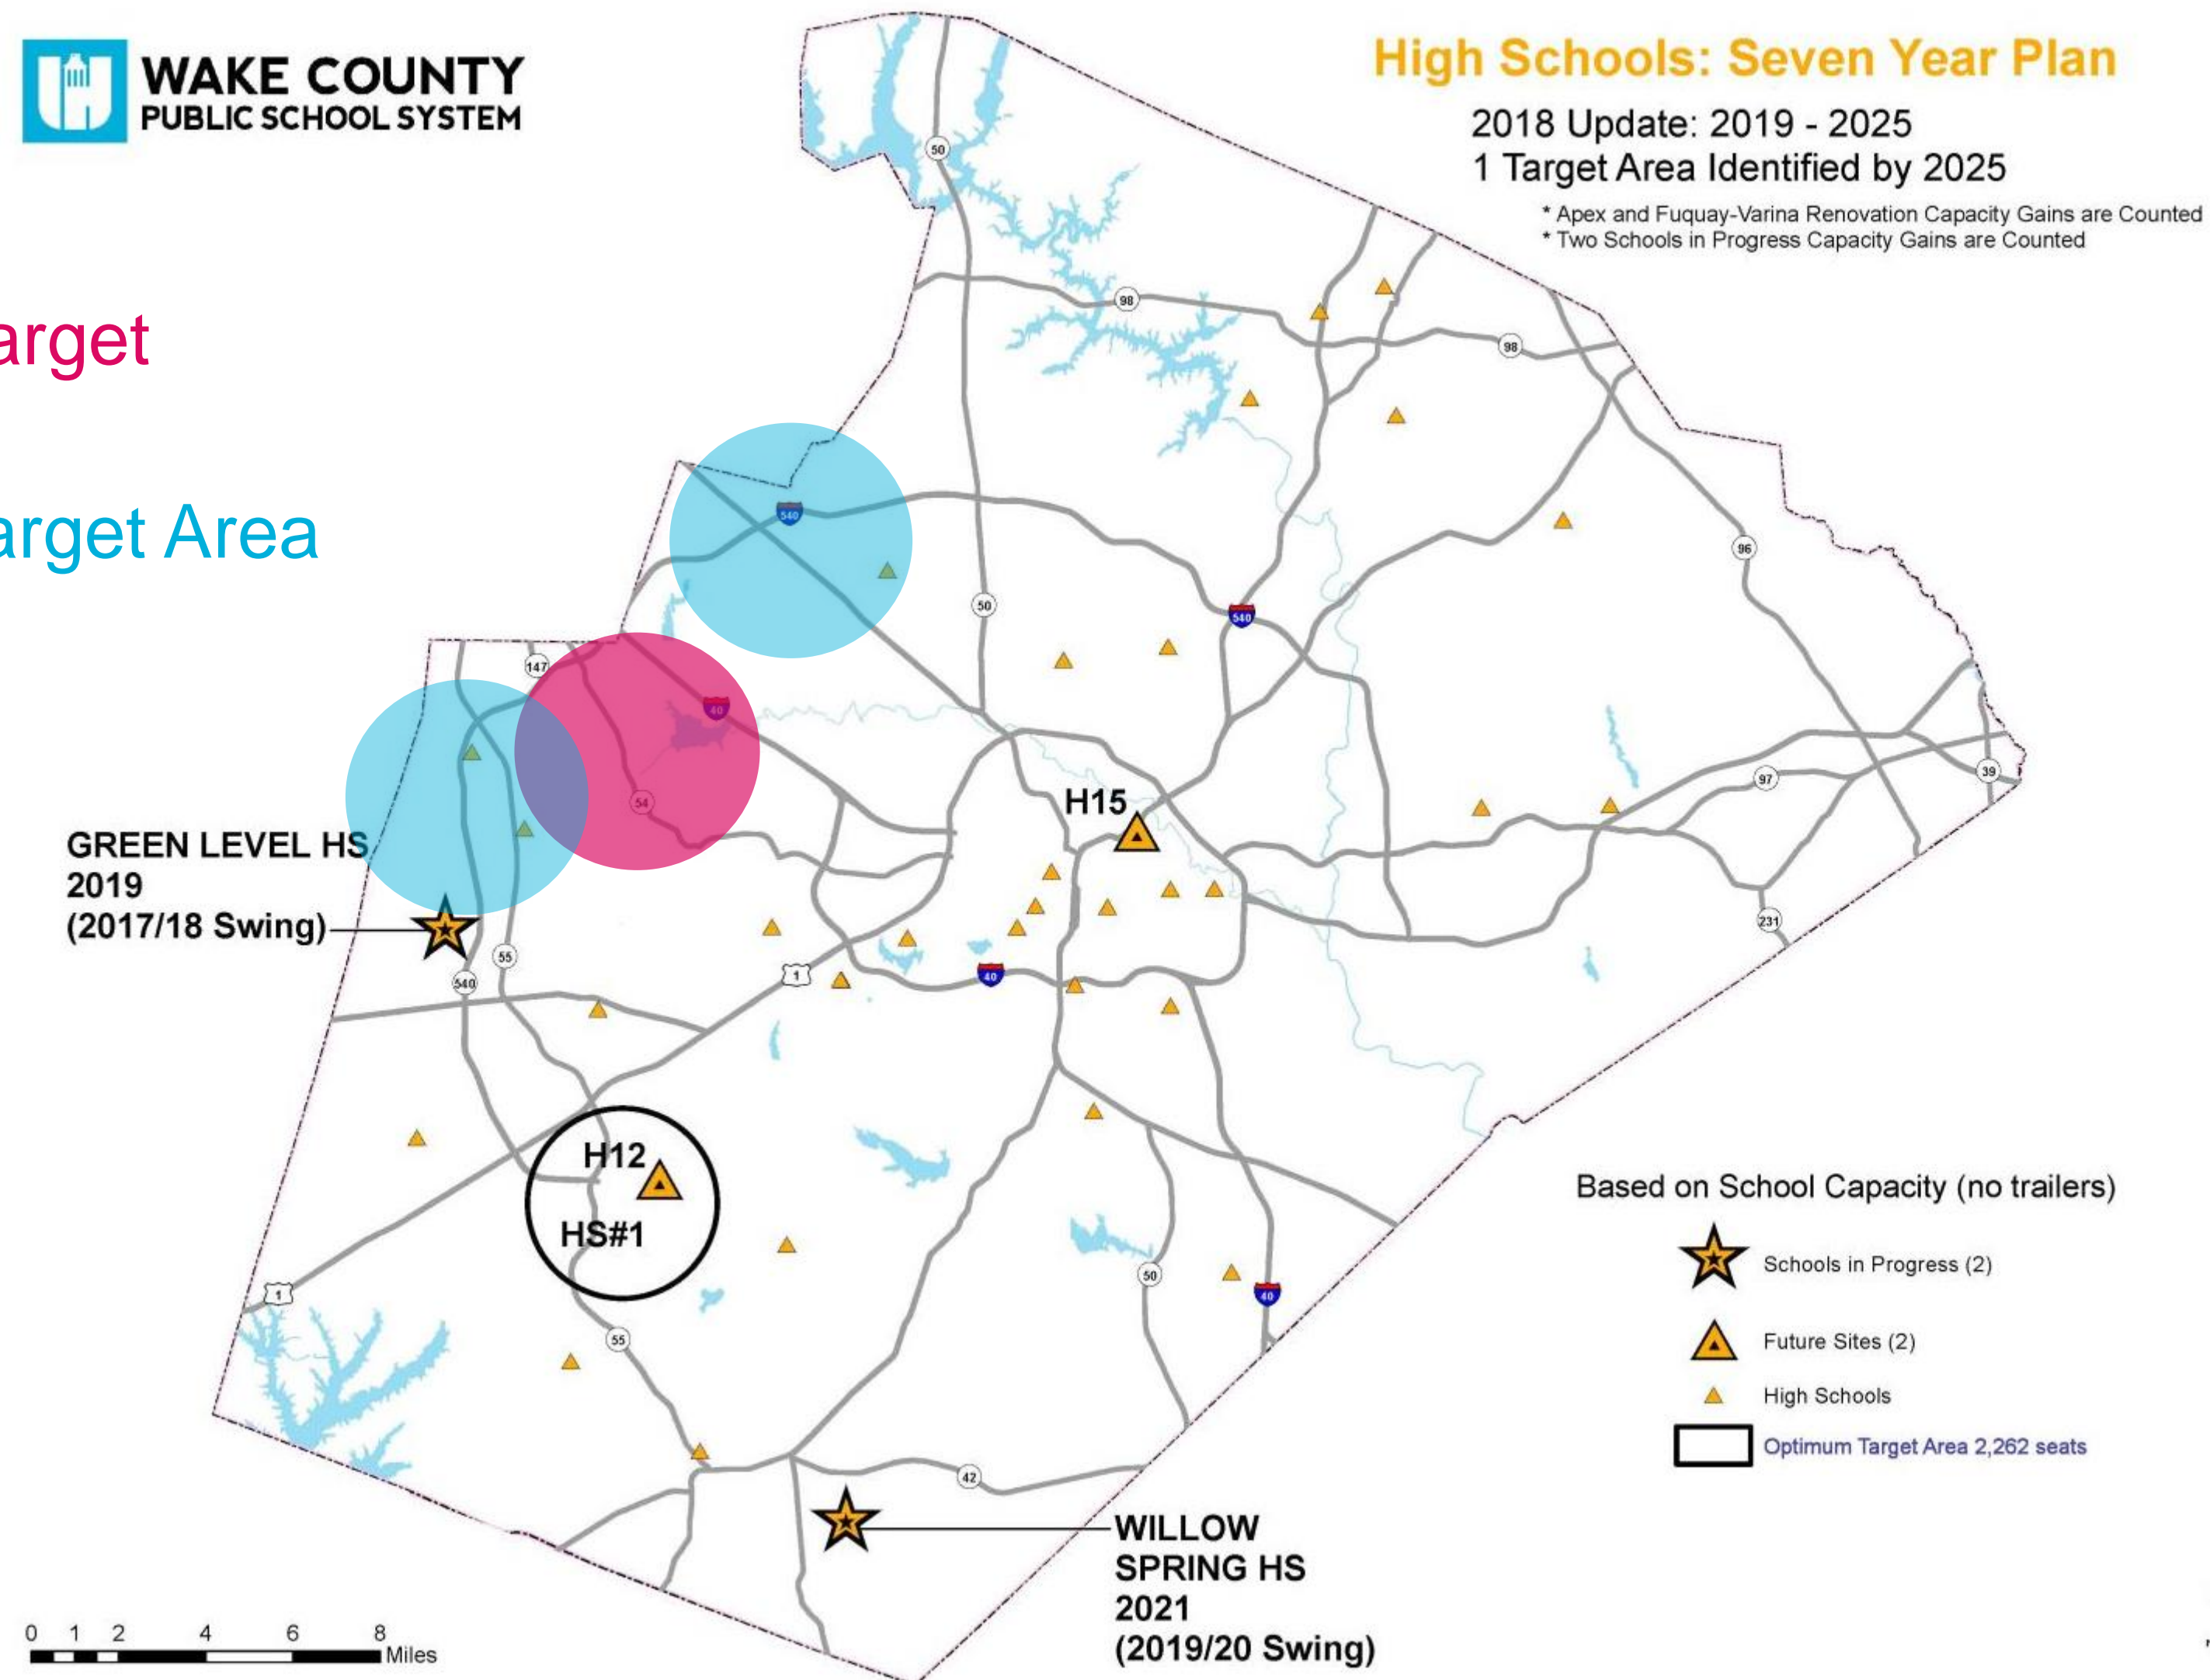 WAKE COUNTY
PUBLIC SCHOOL SYSTEM
High Schools: Seven Year Plan
2018 Update: 2019 - 2025
1 Target Area Identified by 2025
* Apex and Fuquay-Varina Renovation Capacity Gains are Counted
* Two Schools in Progress Capacity Gains are Counted
arget
arget Area
50
98
98
540
96
50
540
147
40
54
H15
97
39
GREEN LEVEL HS
2019
(2017/18 Swing)
231
55
540
1
40
H12
HS#1
1
50
40
55
42
Based on School Capacity (no trailers)
Schools in Progress (2)
Future Sites (2)
High Schools
Optimum Target Area 2,262 seats
WILLOW
SPRING HS
2021
(2019/20 Swing)
0 1 2 4 6 8
Miles